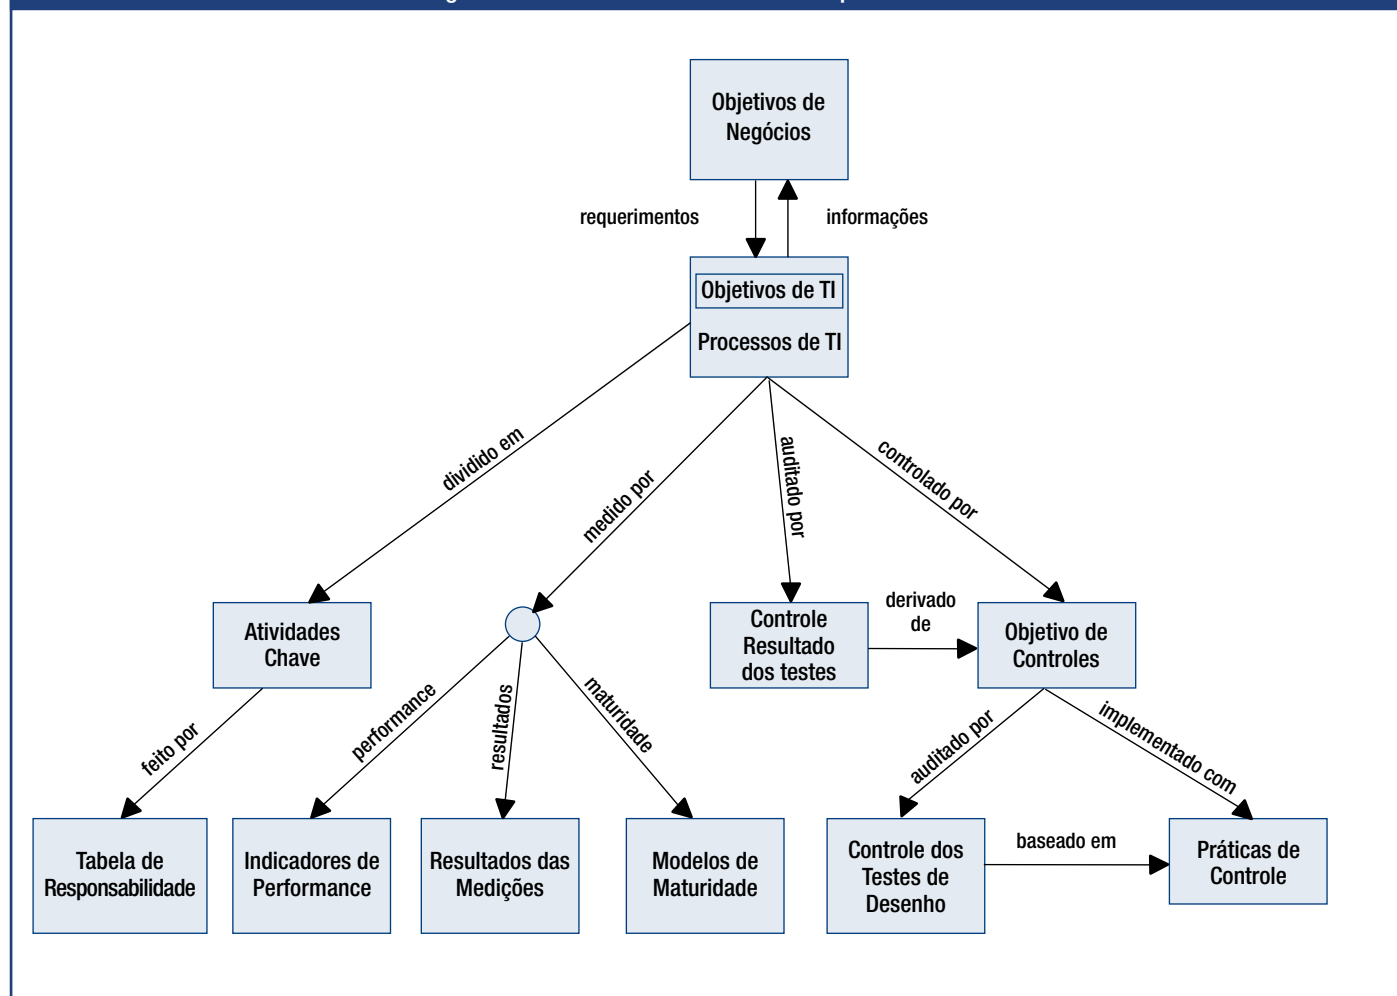 Objetivos de
Negócios
requerimentos
informações
Objetivos de TI
Processos de TI
dividido em
medido por
auditado por
controlado por
Atividades
Chave
Controle
Resultado
dos testes
derivado
de
Objetivo de
Controles
feito por
performance
resultados
maturidade
auditado por
implementado com
Tabela de
Responsabilidade
Indicadores de
Performance
Resultados das
Medições
Modelos de
Maturidade
Controle dos
Testes de
Desenho
baseado em
Práticas de
Controle